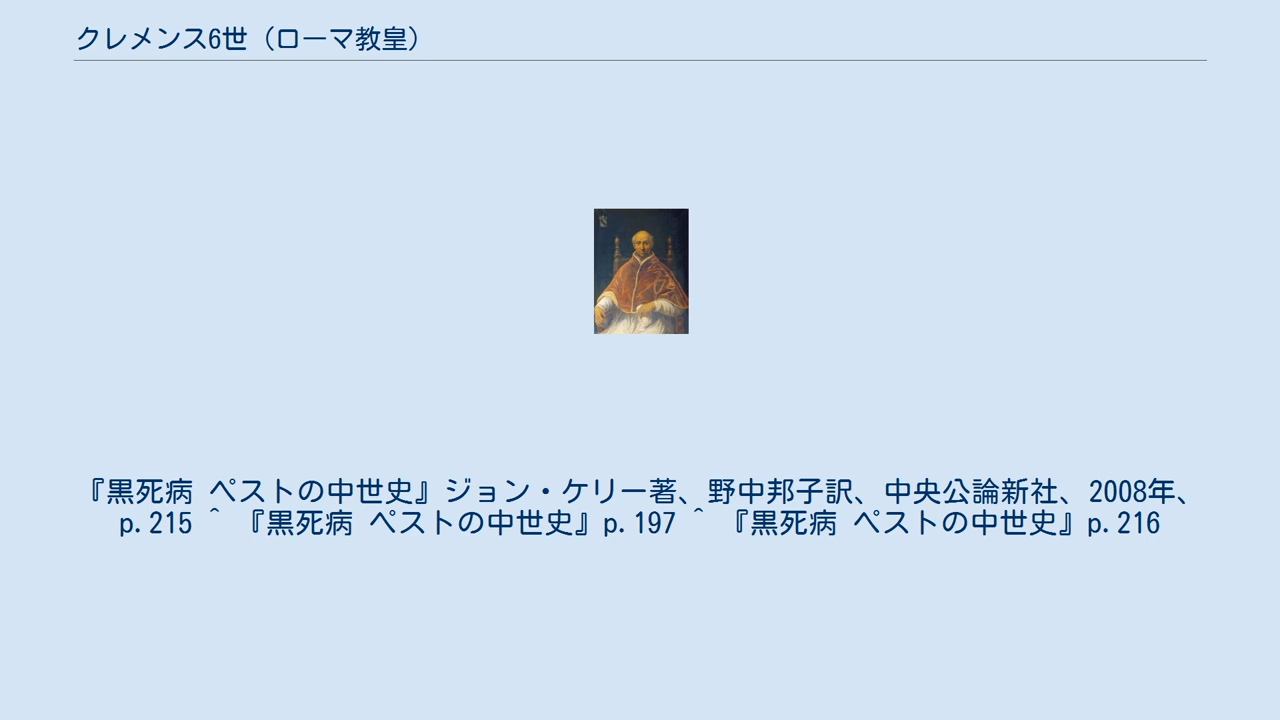 クレメンス6世（ローマ教皇）
『黒死病 ペストの中世史』ジョン・ケリー著、野中邦子訳、中央公論新社、2008年、
p.215 ^ 『黒死病 ペストの中世史』p.197 ^ 『黒死病 ペストの中世史』p.216